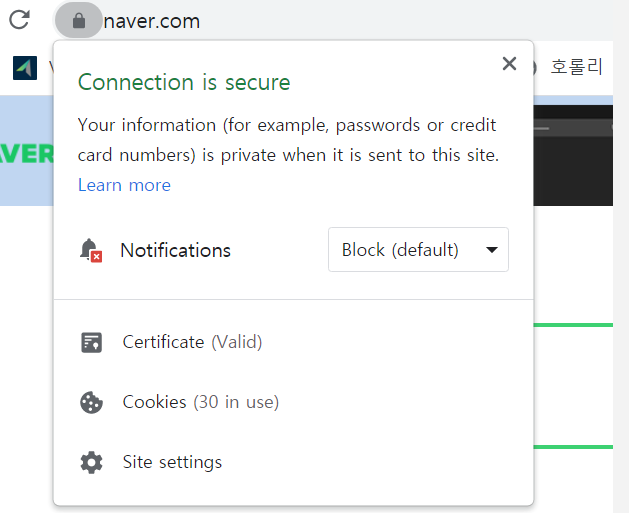 naver.com
호롤리
Connection is secure
Your information (for example, passwords or credit
card numbers) is private when it is sent to this site.
Learn more
AVER
Notifications
Block (default)
Certificate (Valid)
Cookies (30 in use)
Site settings